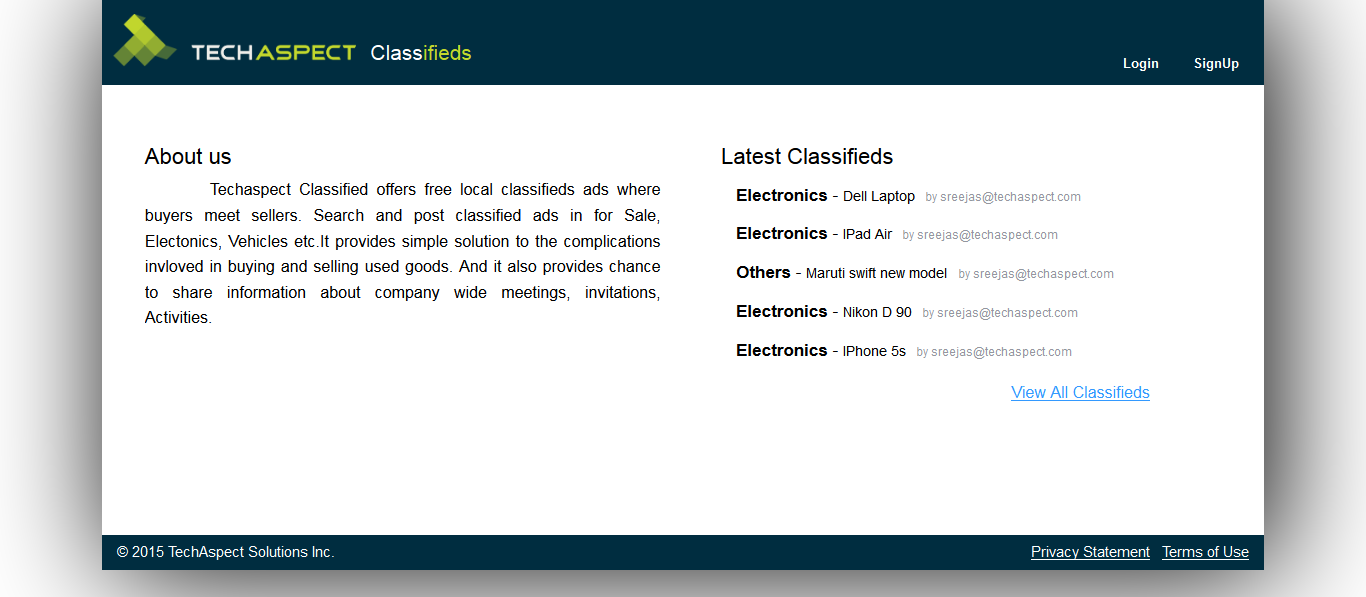 TECHASPECT Classifieds
Login SignUp
About us
Techaspect Classified offers free local classifieds ads where
buyers meet sellers. Search and post classified ads in for Sale,
Electonics, Vehicles etc.It provides simple solution to the complications
invloved in buying and selling used goods. And it also provides chance
to share information about company wide meetings, invitations,
Activities.
Latest Classifieds
Electronics - Dell Laptop by sreejas@techaspect.com
Electronics - IPad Air by sreejas@techaspect.com
Others - Maruti swift new model by sreejas@techaspect.com
Electronics - Nikon D 90 by sreejas@techaspect.com
Electronics - IPhone 5s by sreejas@techaspect.com
View All Classifieds
© 2015 TechAspect Solutions Inc.
Privacy Statement Terms of Use